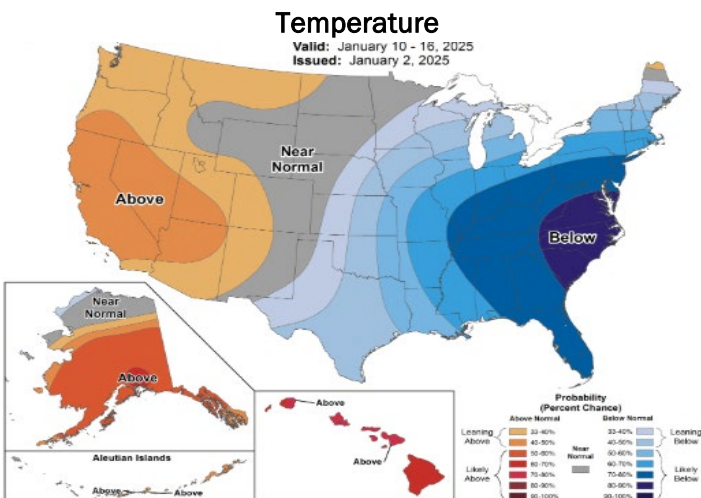 Temperature
Valid: January 10 - 16, 2025
Issued: January 2, 2025
Near
Normal
Above
Below
Near
Normal
Above
Above
Above
Aleutian Islands
Above
Above
Probability
(Percent Chance)
Above Normal
Below Normal
Leaning
Above
33-40%
40-50%
50-60%
Likely
Above
60-70%
70-80%
80-90%
90-100%
Near
Normal
33-40%
40-50%
50-60%
Leaning
Below
60-70%
70-80%
80-90%
90-100%
Likely
Below